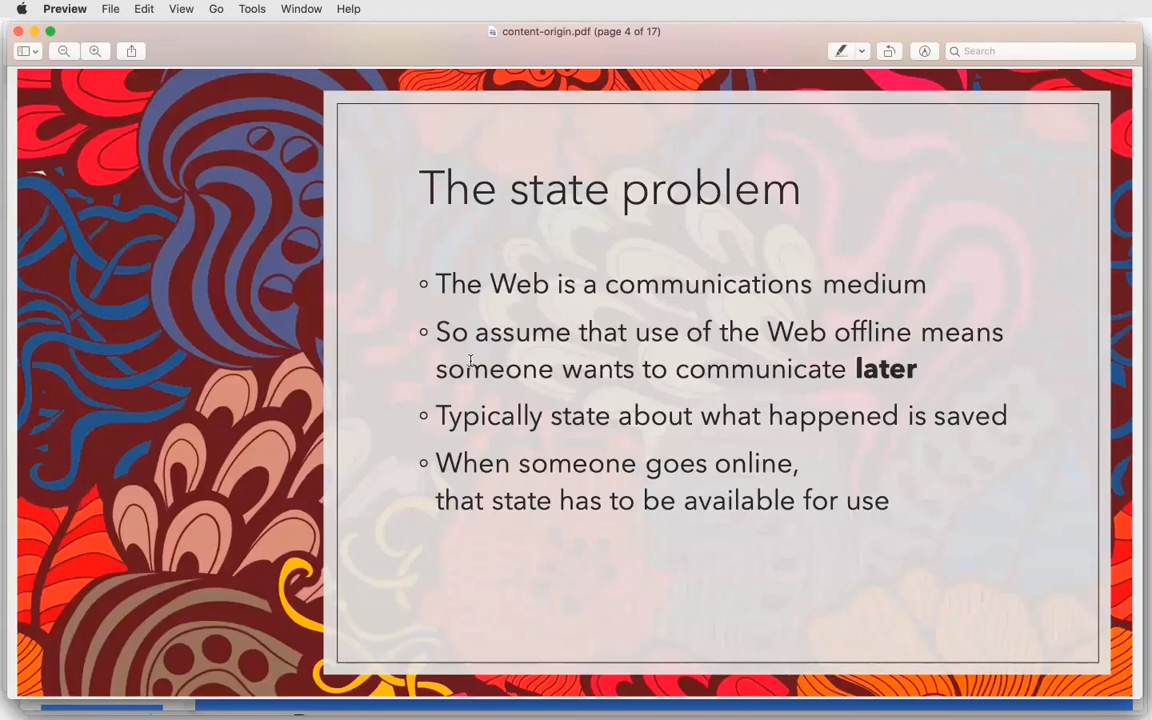 Preview File Edit View Go Tools Window Help
content-origin.pdf (page 4 of 17)
Search
The state problem
◦ The Web is a communications medium
◦ So assume that use of the Web offline means
someone wants to communicate later
◦ Typically state about what happened is saved
◦ When someone goes online,
that state has to be available for use